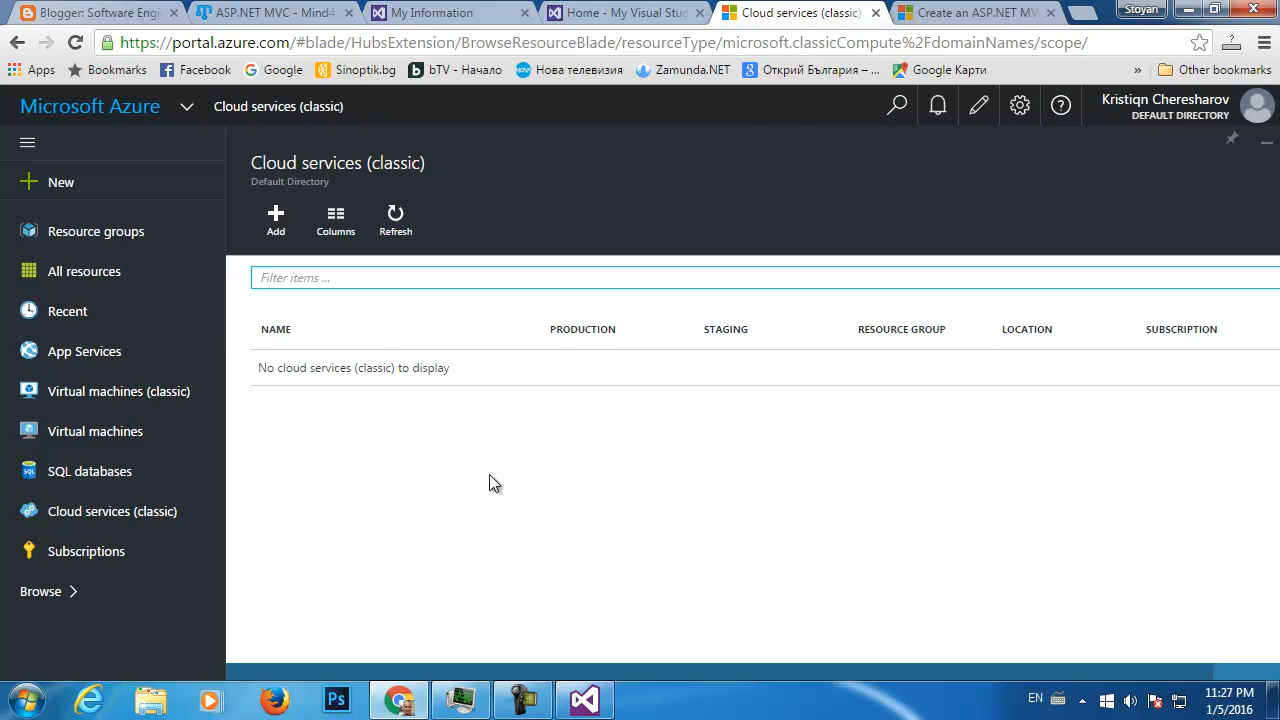 Blogger: Software Engi
ASP.NET MVC - Mind4
My Information
Home - My Visual Studi
Cloud services (classic)
Create an ASP.NET MV
Stoyan
https://portal.azure.com/#blade/HubsExtension/BrowseResourceBlade/resourceType/microsoft.classicCompute%2FdomainNames/scope/
Apps
Bookmarks
Facebook
Google
Sinoptik.bg
bTV - Начало
Нова телевизия
Zamunda.NET
Открий България – ...
Google Карти
»
Other bookmarks
Microsoft Azure
Cloud services (classic)
Kristiqn Cheresharov
DEFAULT DIRECTORY
New
Resource groups
All resources
Recent
App Services
Virtual machines (classic)
Virtual machines
SQL databases
Cloud services (classic)
Subscriptions
Browse
Cloud services (classic)
Default Directory
Add
Columns
Refresh
Filter items ...
NAME PRODUCTION STAGING RESOURCE GROUP LOCATION SUBSCRIPTION
No cloud services (classic) to display
Ps
EN
11:27 PM
1/5/2016